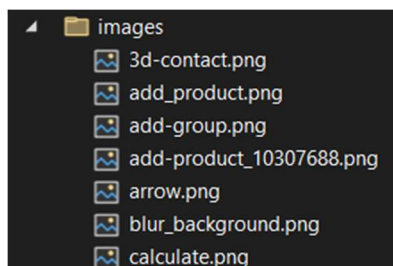 images
3d-contact.png
add_product.png
add-group.png
add-product_10307688.png
arrow.png
blur_background.png
calculate.png